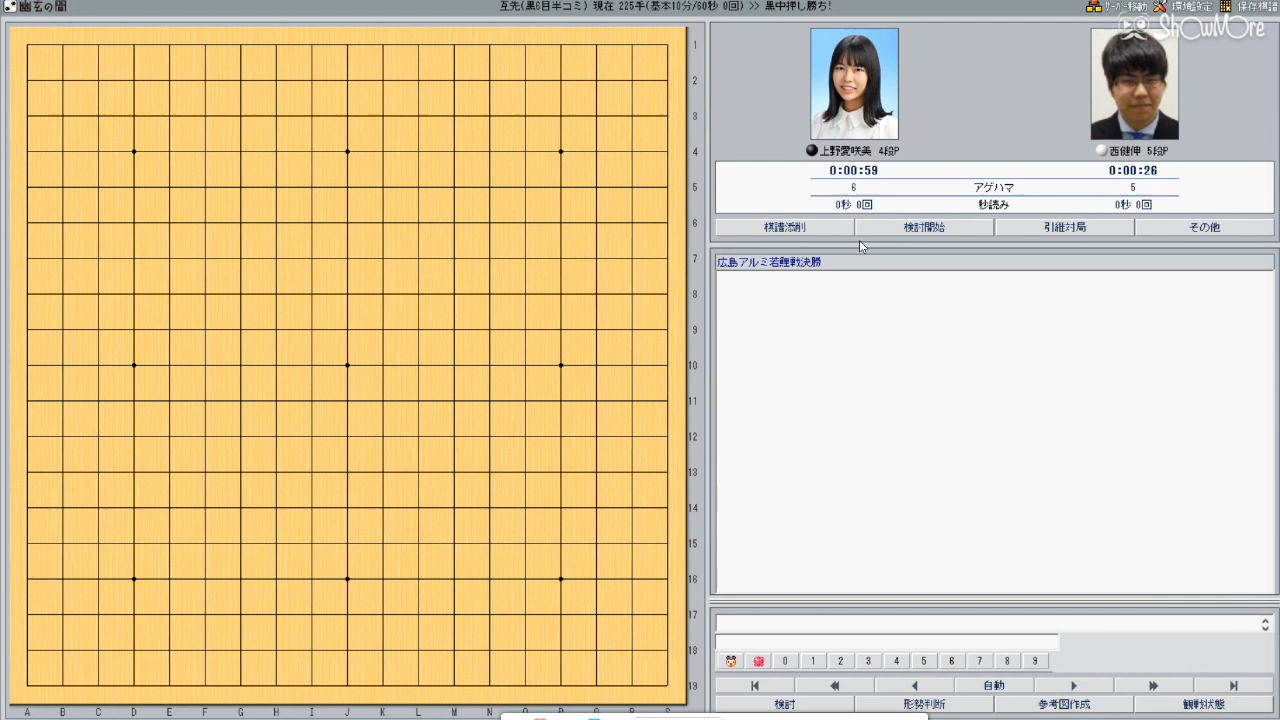 幽玄の間
互先(黒6目半コミ) 現在 225手(基本10分/60秒 0回) >> 黒中押し勝ち!
サーバー移動 環境設定 保存棋譜
ShowMore
上野愛咲美 4段P
西健伸 5段P
0:00:59 0:00:26
6 アゲハマ 5
0秒 0回 秒読み 0秒 0回
棋譜添削 検討開始 引継対局 その他
広島アルミ若鯉戦決勝
1
2
3
4
5
6
7
8
9
10
11
12
13
14
15
16
17
18
19
A B C D E F G H I J K L M N O P Q R S
0 1 2 3 4 5 6 7 8 9
自動
検討 形勢判断 参考図作成 観戦状態